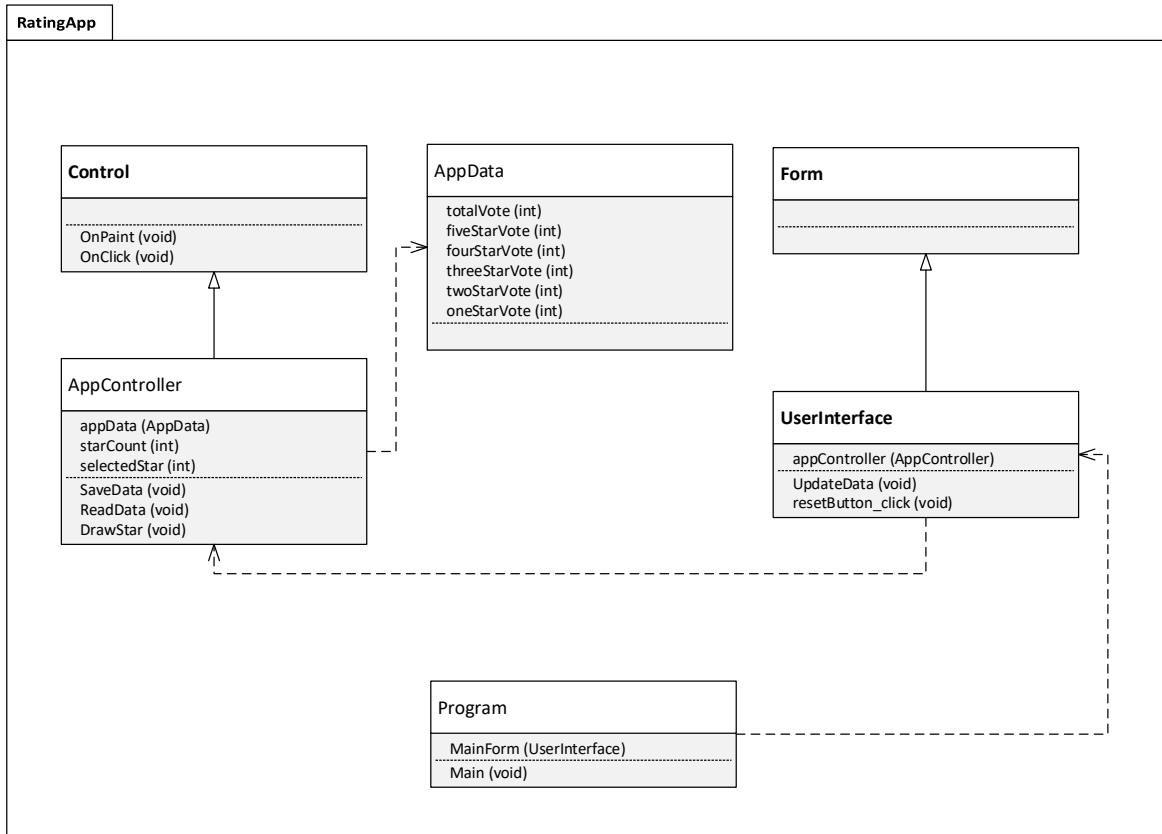 RatingApp
Control
OnPaint (void)
OnClick (void)
AppData
totalVote (int)
fiveStarVote (int)
fourStarVote (int)
threeStarVote (int)
twoStarVote (int)
oneStarVote (int)
Form
AppController
appData (AppData)
starCount (int)
selectedStar (int)
SaveData (void)
ReadData (void)
DrawStar (void)
UserInterface
appController (AppController)
UpdateData (void)
resetButton_click (void)
Program
MainForm (UserInterface)
Main (void)